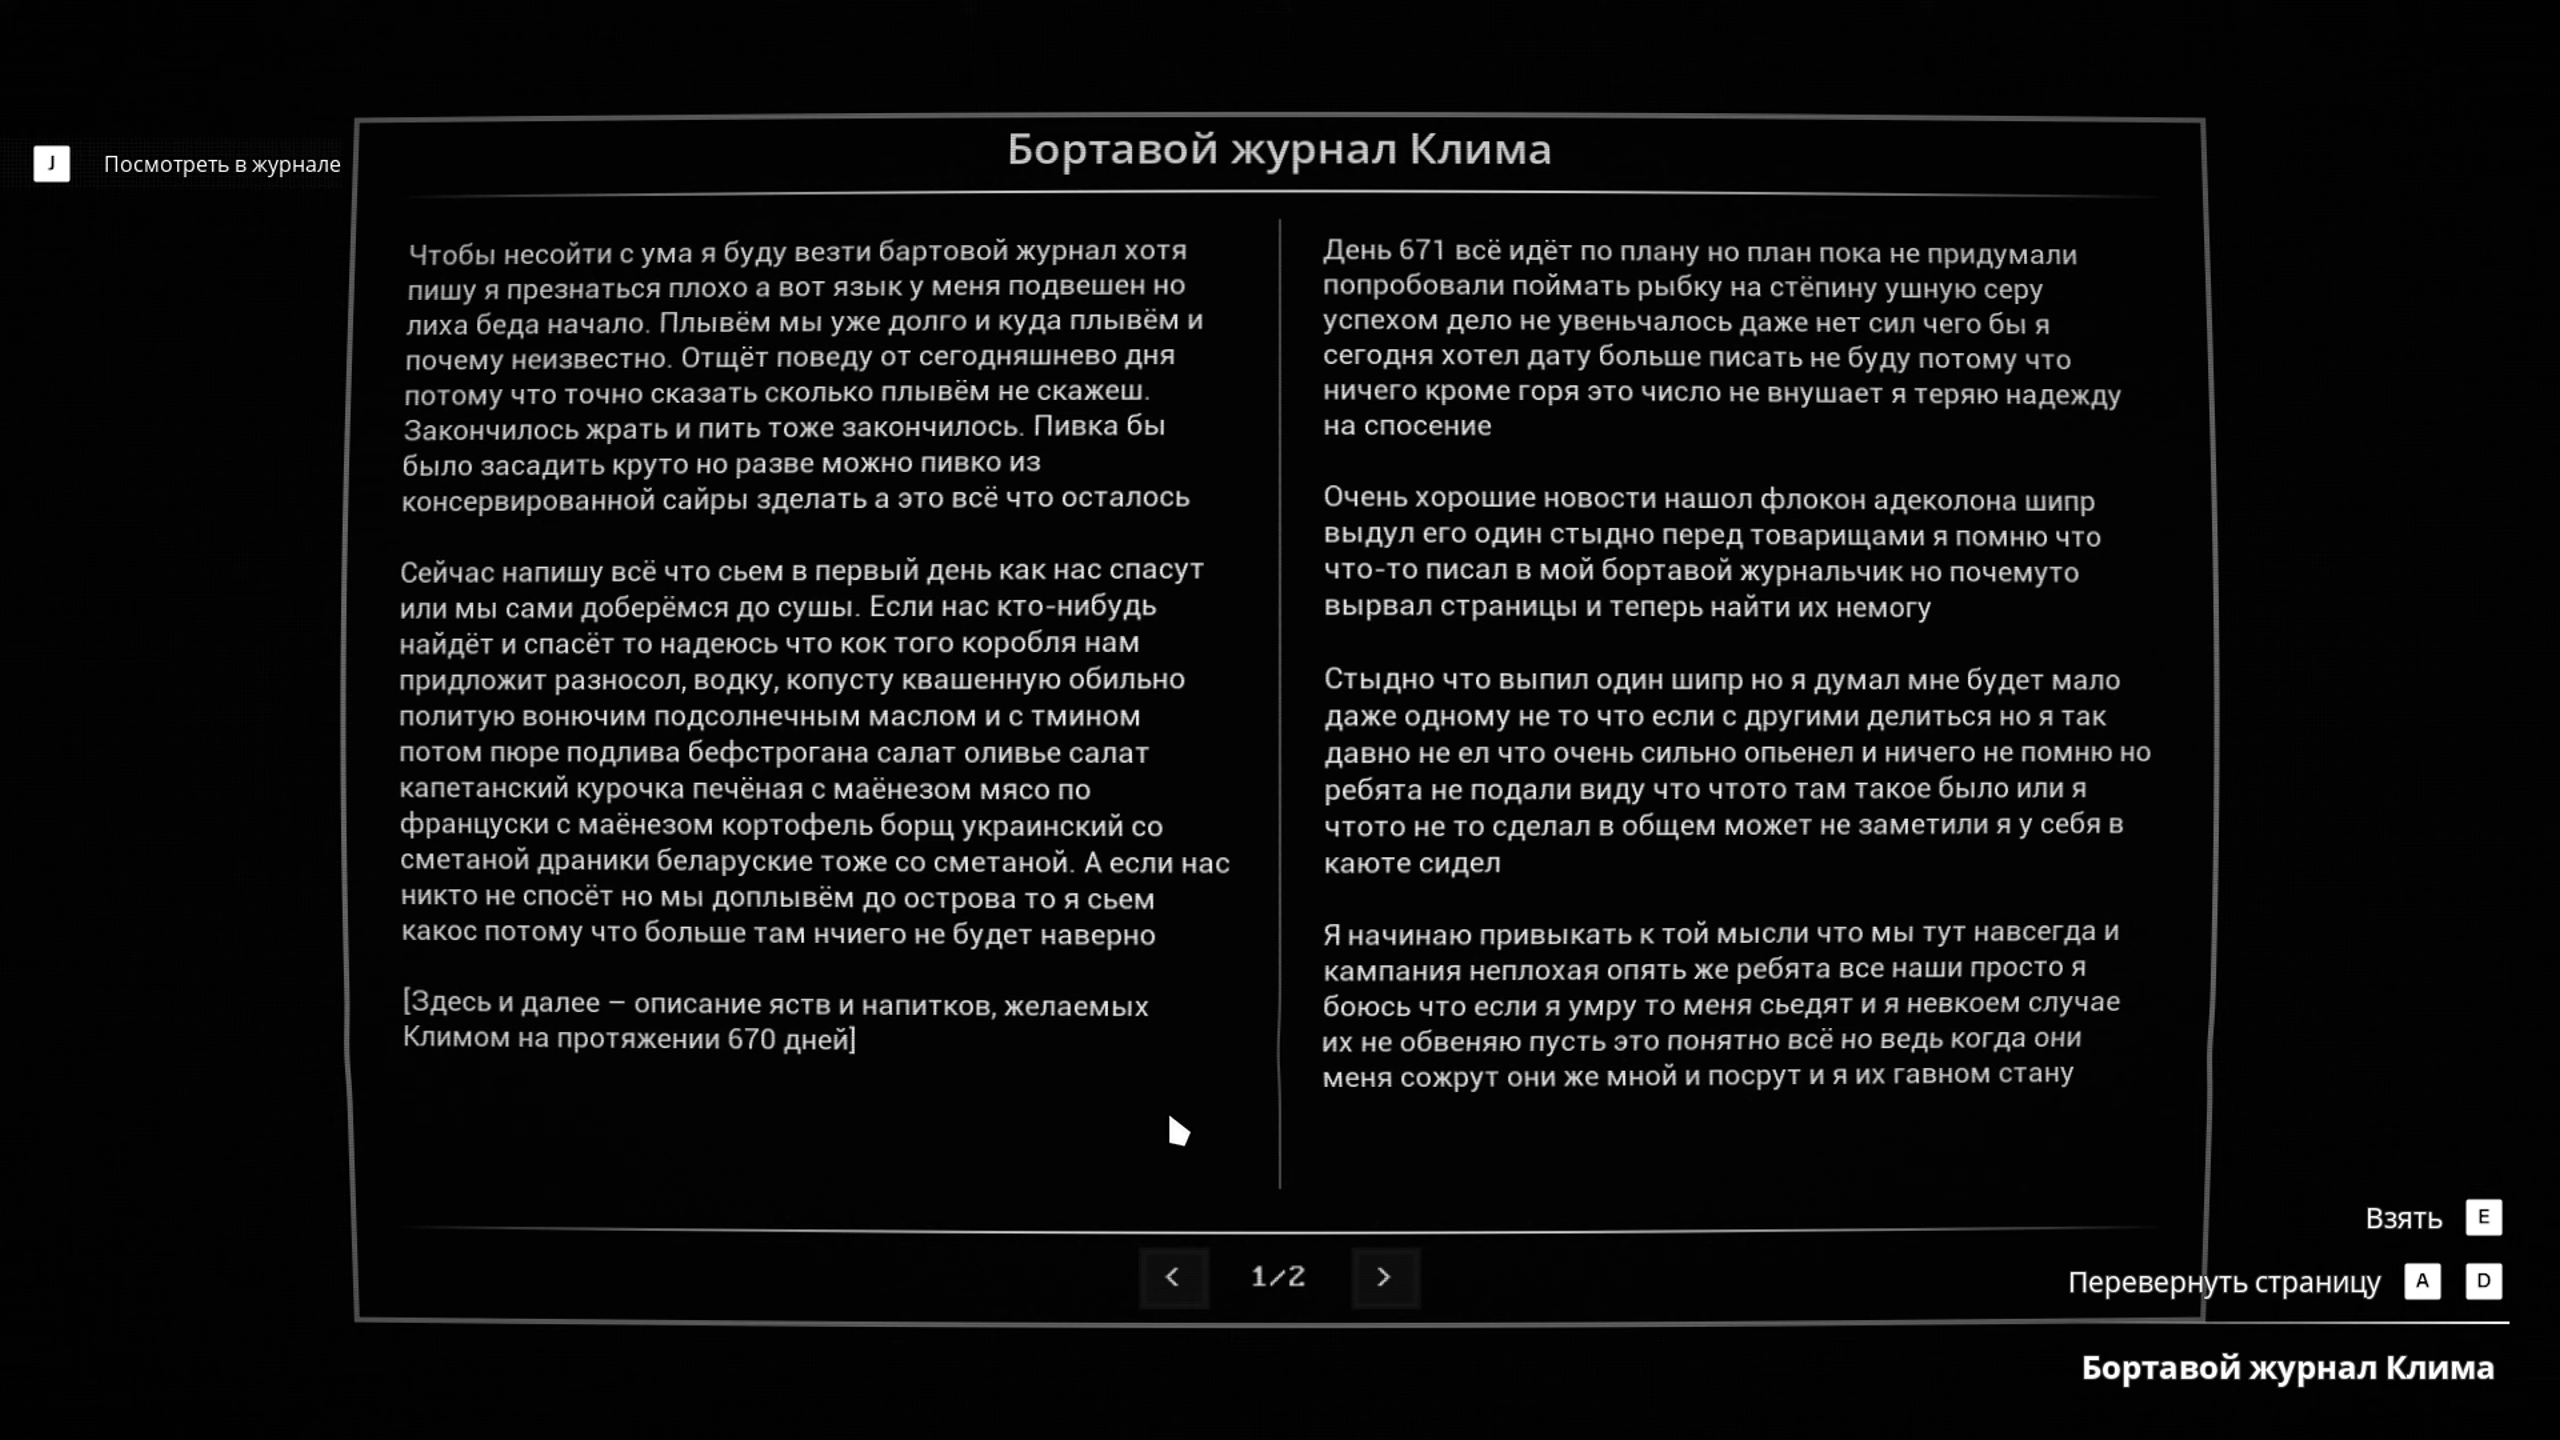 Бортавой журнал Клима
J Посмотреть в журнале
Чтобы несойти с ума я буду везти бартовой журнал хотя
пишу я презнаться плохо а вот язык у меня подвешен но
лиха беда начало. Плывём мы уже долго и куда плывём и
почему неизвестно. Отщёт поведу от сегодняшнево дня
потому что точно сказать сколько плывём не скажеш.
Закончилось жрать и пить тоже закончилось. Пивка бы
было засадить круто но разве можно пивко из
консервированной сайры зделать а это всё что осталось
Сейчас напишу всё что сьем в первый день как нас спасут
или мы сами доберёмся до сушы. Если нас кто-нибудь
найдёт и спасёт то надеюсь что кок того коробля нам
придложит разносол, водку, копусту квашенную обильно
политую вонючим подсолнечным маслом и с тмином
потом пюре подлива бефстрогана салат оливье салат
капетанский курочка печёная с маёнезом мясо по
француски с маёнезом кортофель борщ украинский со
сметаной драники беларуские тоже со сметаной. А если нас
никто не спосёт но мы доплывём до острова то я сьем
какос потому что больше там нчиего не будет наверно
[Здесь и далее – описание яств и напитков, желаемых
Климом на протяжении 670 дней]
День 671 всё идёт по плану но план пока не придумали
попробовали поймать рыбку на стёпину ушную серу
успехом дело не увеньчалось даже нет сил чего бы я
сегодня хотел дату больше писать не буду потому что
ничего кроме горя это число не внушает я теряю надежду
на спосение
Очень хорошие новости нашол флокон адеколона шипр
выдул его один стыдно перед товарищами я помню что
что-то писал в мой бортавой журнальчик но почемуто
вырвал страницы и теперь найти их немогу
Стыдно что выпил один шипр но я думал мне будет мало
даже одному не то что если с другими делиться но я так
давно не ел что очень сильно опьенел и ничего не помню но
ребята не подали виду что чтото там такое было или я
чтото не то сделал в общем может не заметили я у себя в
каюте сидел
Я начинаю привыкать к той мысли что мы тут навсегда и
кампания неплохая опять же ребята все наши просто я
боюсь что если я умру то меня сьедят и я невкоем случае
их не обвеняю пусть это понятно всё но ведь когда они
меня сожрут они же мной и посрут и я их гавном стану
< 1/2 >
Взять E
Перевернуть страницу A D
Бортавой журнал Клима